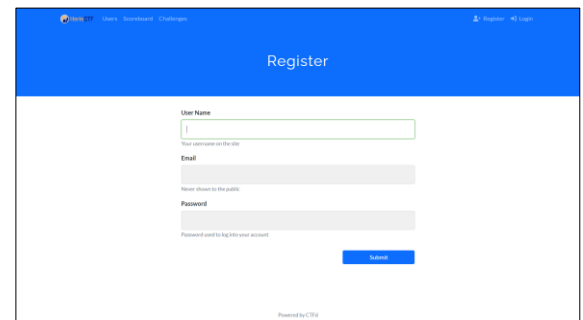 Users Scoreboard Challenges
Register Login
Register
User Name
Your username on the site
Email
Never shown to the public
Password
Password used to log into your account
Submit
Powered by CTFd